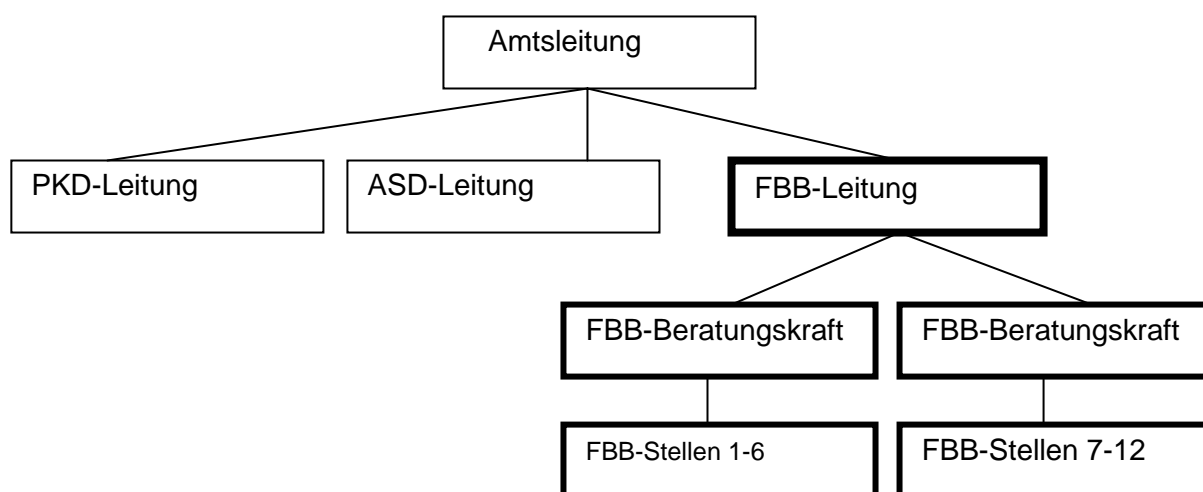 Amtsleitung
PKD-Leitung
ASD-Leitung
FBB-Leitung
FBB-Beratungskraft
FBB-Beratungskraft
FBB-Stellen 1-6
FBB-Stellen 7-12